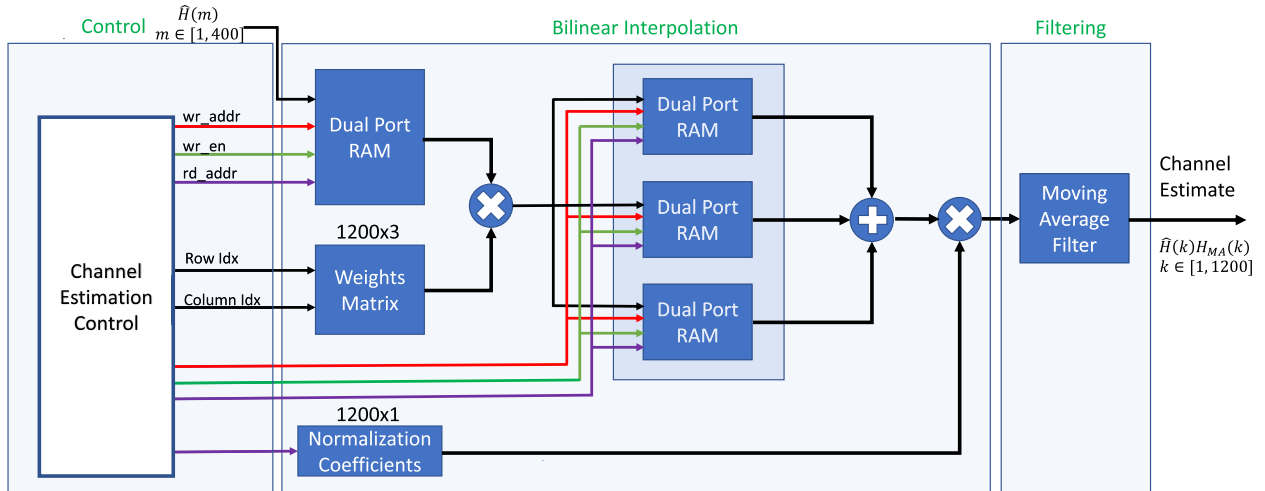 Control
Ĥ(m)
m ∈ [1, 400]
Bilinear Interpolation
Filtering
Channel
Estimation
Control
wr_addr
wr_en
rd_addr
Row Idx
Column Idx
Dual Port
RAM
1200x3
Weights
Matrix
1200x1
Normalization
Coefficients
Dual Port
RAM
Dual Port
RAM
Dual Port
RAM
Moving
Average
Filter
Channel
Estimate
Ĥ(k)H_{MA}(k)
k ∈ [1, 1200]